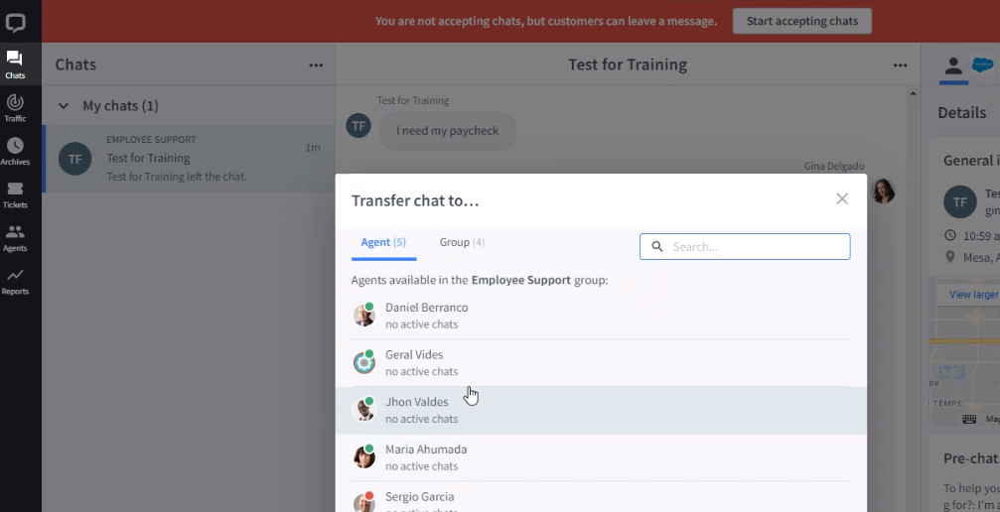 You are not accepting chats, but customers can leave a message.
Start accepting chats
Chats
Traffic
Archives
Tickets
Agents
Reports
Chats
My chats (1)
EMPLOYEE SUPPORT
Test for Training
1m
Test for Training left the chat.
Test for Training
Test for Training
TF
TF
I need my paycheck
Gina Delgado
Transfer chat to...
Agent (5)
Group (4)
Search...
Agents available in the Employee Support group:
Daniel Berranco
no active chats
Geral Vides
no active chats
Jhon Valdes
no active chats
Maria Ahumada
no active chats
Sergio Garcia
no active chats
Details
General i
TF
Tes
gin
10:59 a
Mesa, A
View larger
RK
TEMPE
Map
Pre-chat
To help you
g for?: I'm